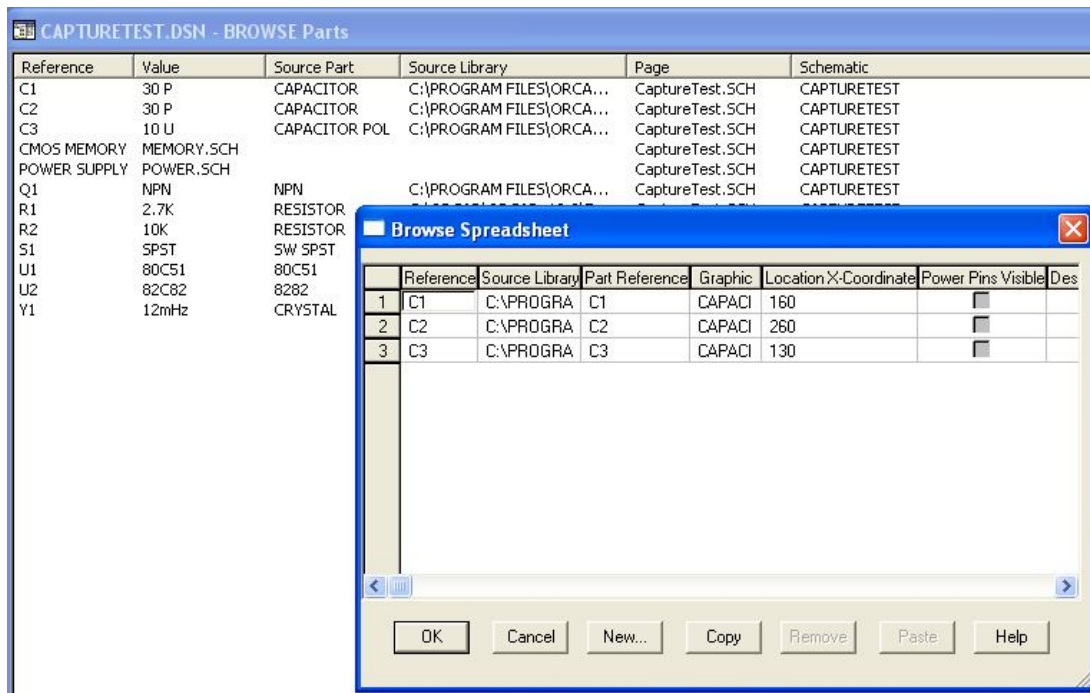 CAPTURETEST.DSN - BROWSE Parts
Reference Value Source Part Source Library Page Schematic
C1 30 P CAPACITOR C:\PROGRAM FILES\ORCA... CaptureTest.SCH CAPTURETEST
C2 30 P CAPACITOR C:\PROGRAM FILES\ORCA... CaptureTest.SCH CAPTURETEST
C3 10 U CAPACITOR POL C:\PROGRAM FILES\ORCA... CaptureTest.SCH CAPTURETEST
CMOS MEMORY MEMORY.SCH CaptureTest.SCH CAPTURETEST
POWER SUPPLY POWER.SCH CaptureTest.SCH CAPTURETEST
Q1 NPN NPN C:\PROGRAM FILES\ORCA... CaptureTest.SCH CAPTURETEST
R1 2.7K RESISTOR
R2 10K RESISTOR
S1 SPST SW SPST
U1 80C51 80C51
U2 82C82 8282
Y1 12mHz CRYSTAL
Browse Spreadsheet
Reference Source Library Part Reference Graphic Location X-Coordinate Power Pins Visible Des
1 C1 C:\PROGRA C1 CAPACI 160
2 C2 C:\PROGRA C2 CAPACI 260
3 C3 C:\PROGRA C3 CAPACI 130
OK Cancel New... Copy Remove Paste Help